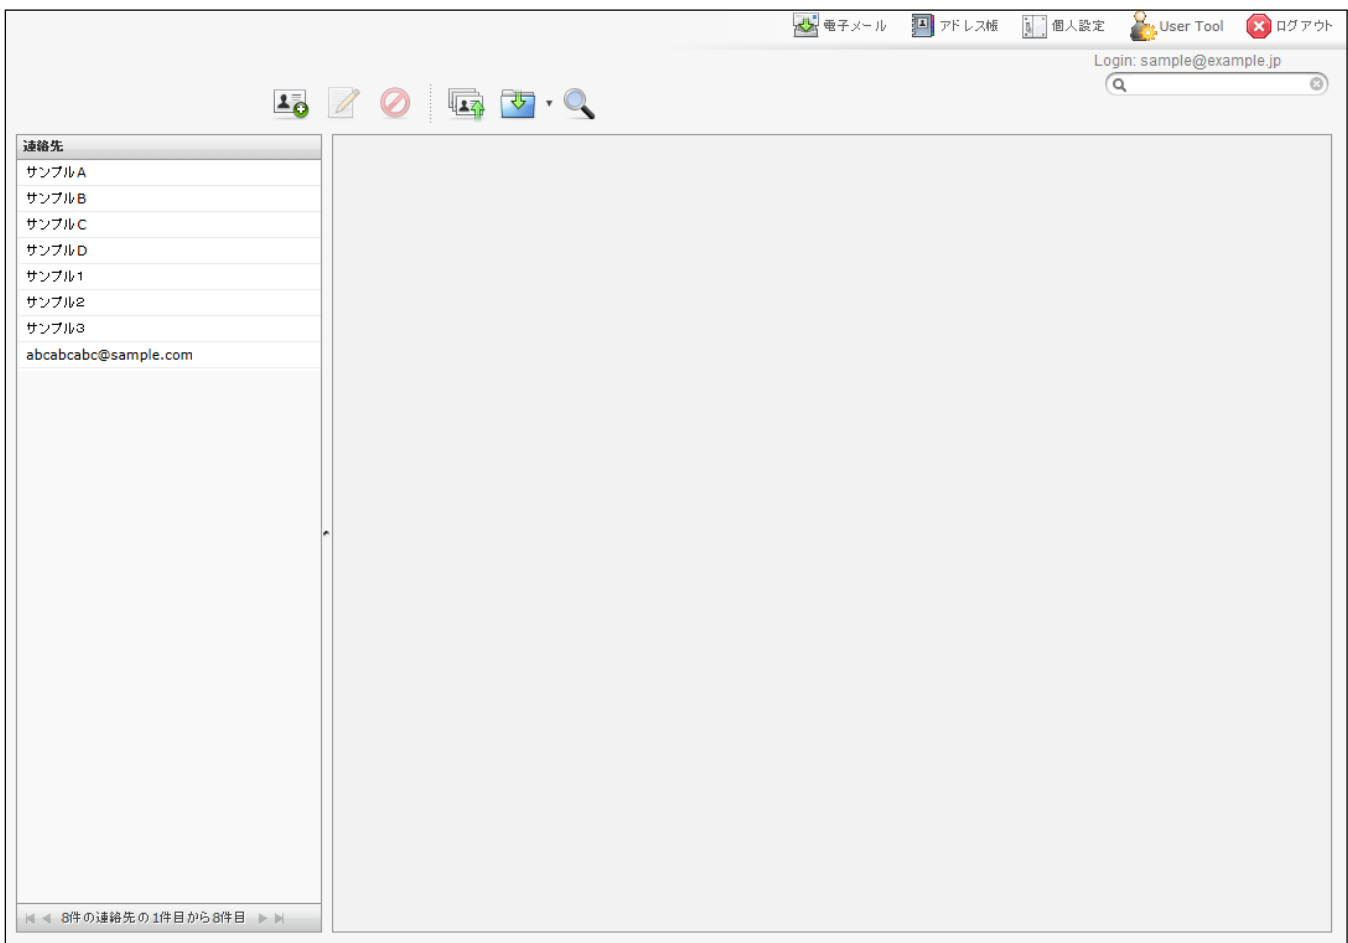 電子メール アドレス帳 個人設定 User Tool ログアウト
Login: sample@example.jp
連絡先
サンプルA
サンプルB
サンプルC
サンプルD
サンプル1
サンプル2
サンプル3
abcabcabc@sample.com
8件の連絡先の1件目から8件目